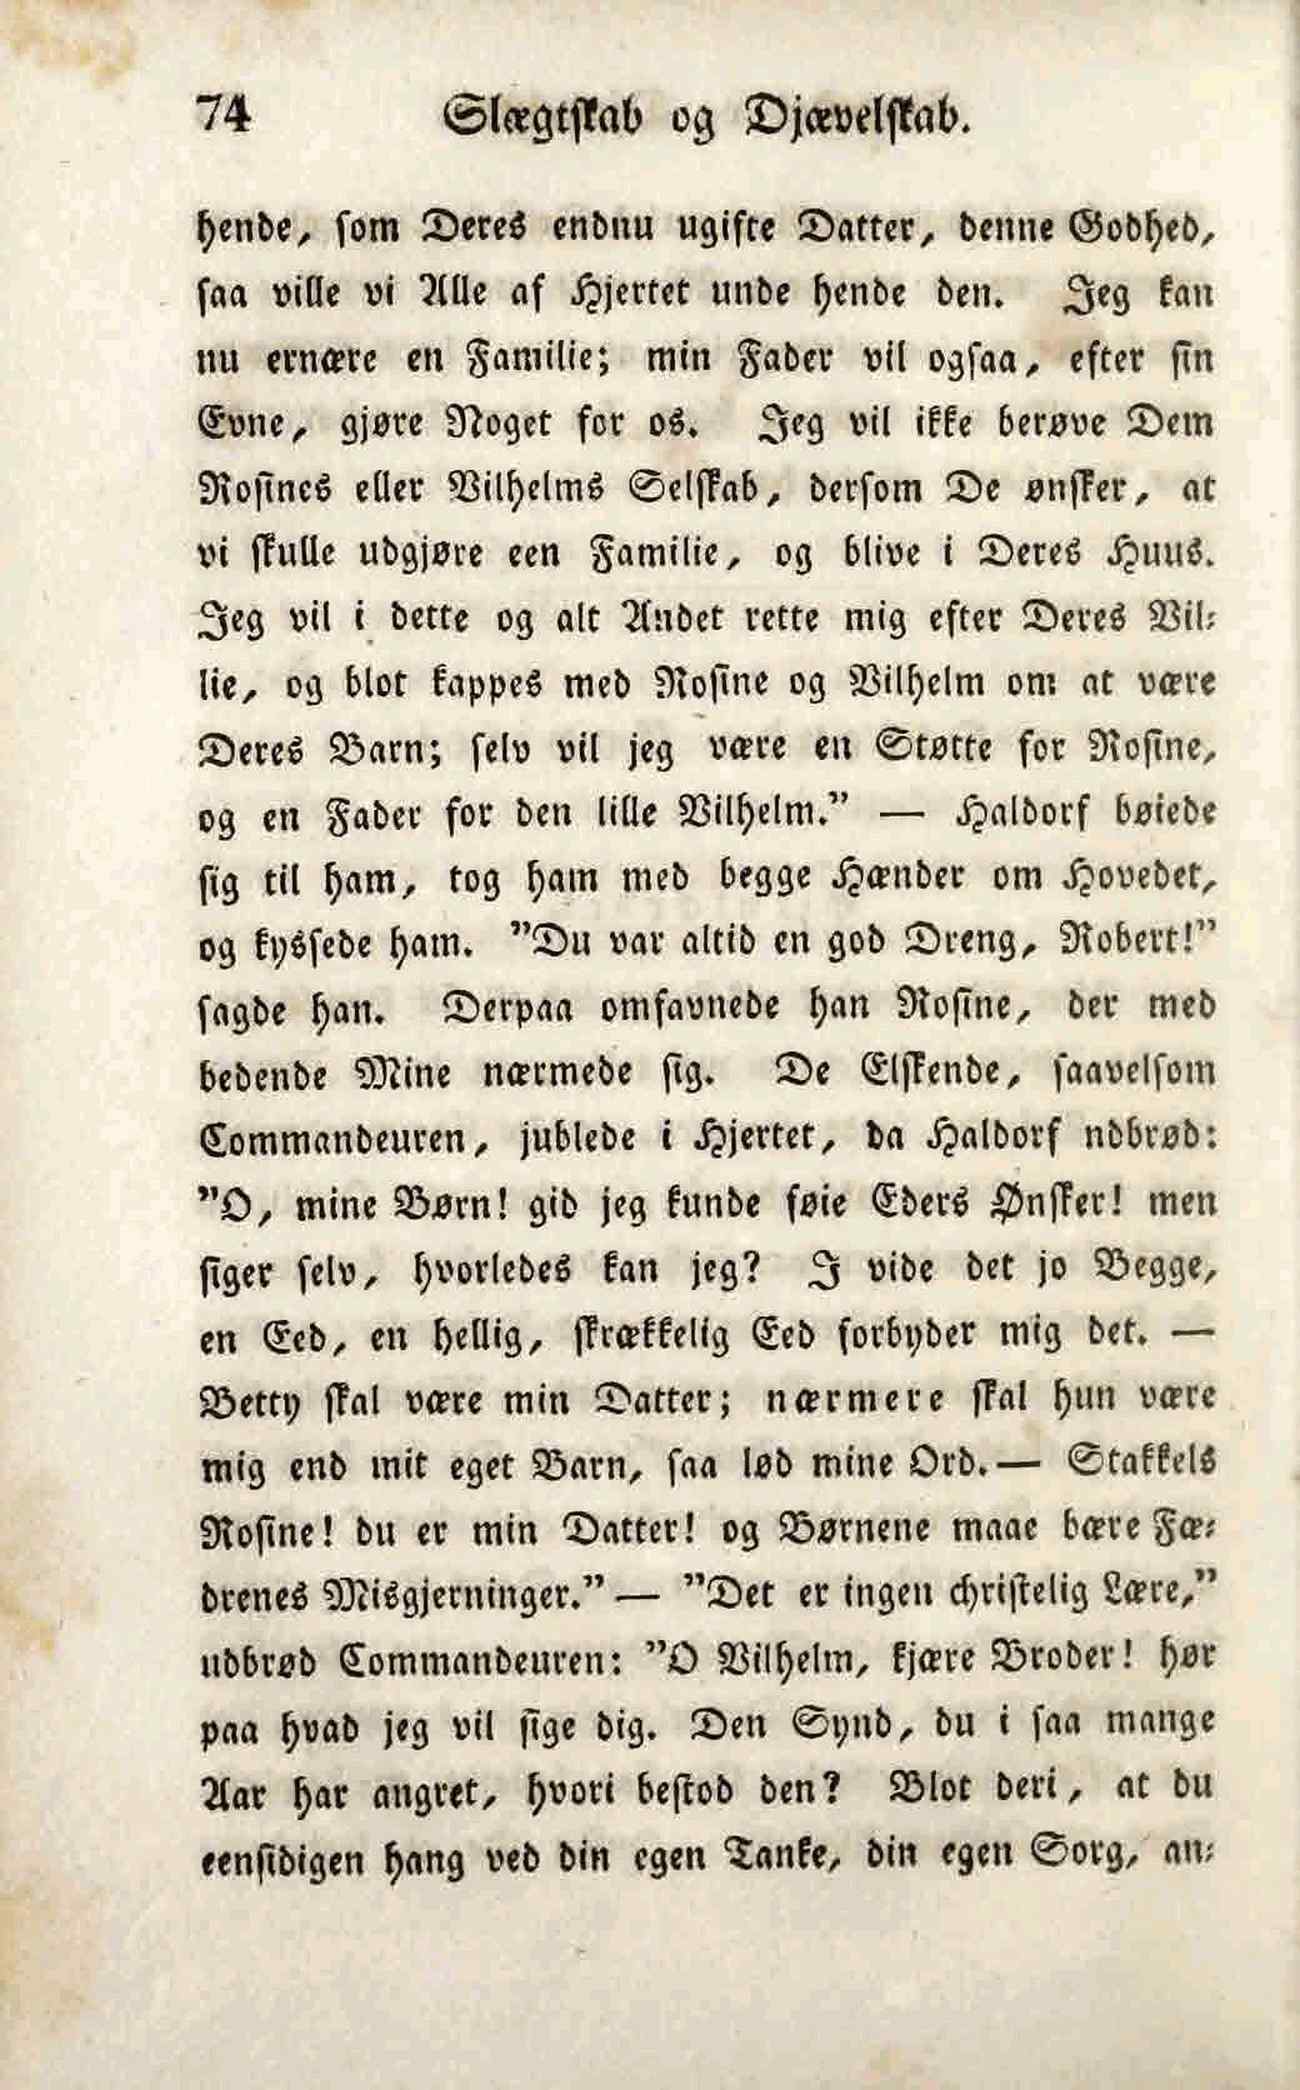 74 Slægtskab og Djævelskab.
hende, som Deres endnu ugifte Datter, denne Godhed,
saa ville vi Alle af Hjertet unde hende den. Jeg kan
nu ernære en Familie; min Fader vil ogsaa, efter sin
Evne, gjøre Noget for os. Jeg vil ikke berøve Dem
Rosines eller Vilhelms Selskab, dersom De ønsker, at
vi skulle udgjøre een Familie, og blive i Deres Huus.
Jeg vil i dette og alt Andet rette mig efter Deres Vil-
lie, og blot kappes med Rosine og Vilhelm om at være
Deres Barn; selv vil jeg være en Støtte for Rosine,
og en Fader for den lille Vilhelm." — Haldorf bøiede
sig til ham, tog ham med begge Hænder om Hovedet,
og kyssede ham. "Du var altid en god Dreng, Robert!"
sagde han. Derpaa omfavnede han Rosine, der med
bedende Mine nærmede sig. De Elskende, saavelsom
Commandeuren, jublede i Hjertet, da Haldorf ndbrød:
"O, mine Børn! gid jeg kunde føie Eders Ønsker! men
siger selv, hvorledes kan jeg? I vide det jo Begge,
en Eed, en hellig, skrækkelig Eed forbyder mig det. —
Betty skal være min Datter; nærmere skal hun være
mig end mit eget Barn, saa lød mine Ord. — Stakkels
Rosine! du er min Datter! og Børnene maae bære Fæ-
drenes Misgjerninger." — "Det er ingen christelig Lære,"
udbrød Commandeuren: "O Vilhelm, kjære Broder! hør
paa hvad jeg vil sige dig. Den Synd, du i saa mange
Aar har angret, hvori bestod den? Blot deri, at du
eensidigen hang ved din egen Tanke, din egen Sorg, an-